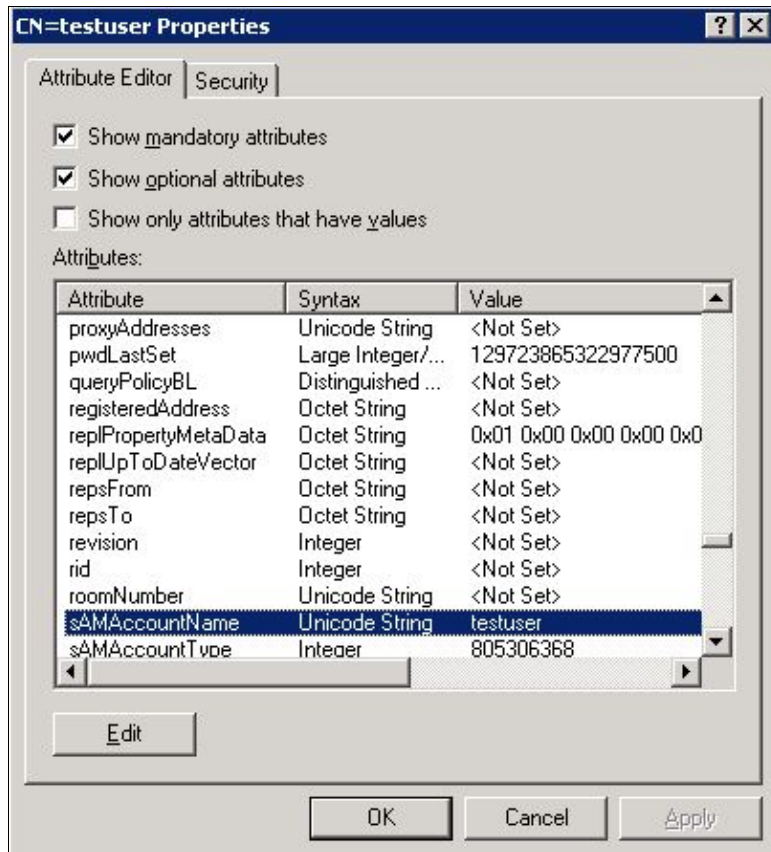 CN=testuser Properties
Attribute Editor Security
Show mandatory attributes
Show optional attributes
Show only attributes that have values
Attributes:
Attribute Syntax Value
proxyAddresses Unicode String <Not Set>
pwdLastSet Large Integer/... 129723865322977500
queryPolicyBL Distinguished ... <Not Set>
registeredAddress Octet String <Not Set>
replPropertyMetaData Octet String 0x01 0x00 0x00 0x00 0x0
replUpToDateVector Octet String <Not Set>
repsFrom Octet String <Not Set>
repsTo Octet String <Not Set>
revision Integer <Not Set>
rid Integer <Not Set>
roomNumber Unicode String <Not Set>
sAMAccountName Unicode String testuser
sAMAccountType Integer 805306368
Edit
OK Cancel Apply